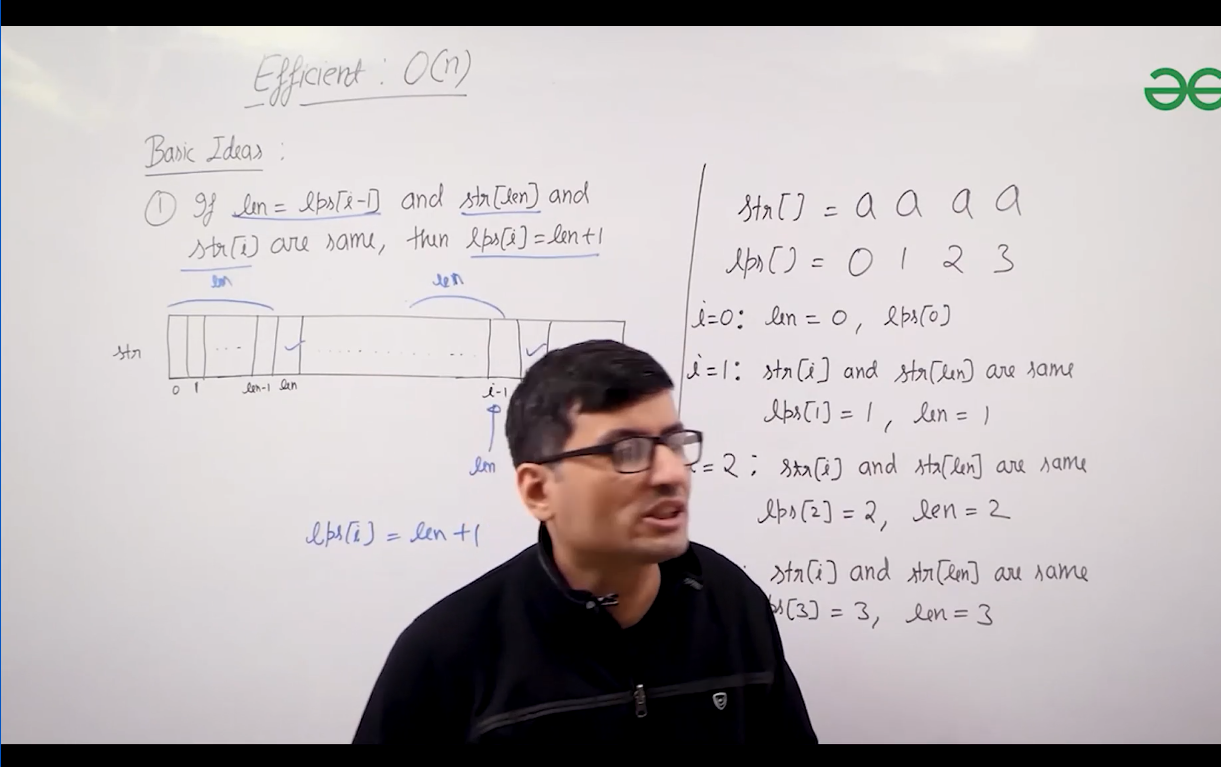 Efficient : O(n)
Basic Ideas :
① If len = lps[i-1] and str[len] and
str[i] are same, then lps[i] = len+1
len len
str
0 1 len-1 len i-1
len
lps[i] = len+1
str[] = a a a a
lps[] = 0 1 2 3
i=0: len = 0, lps[0]
i=1: str[i] and str[len] are same
lps[1] = 1, len = 1
= 2 ; str[i] and str[len] are same
lps[2] = 2, len = 2
str[i] and str[len] are same
[3] = 3, len = 3